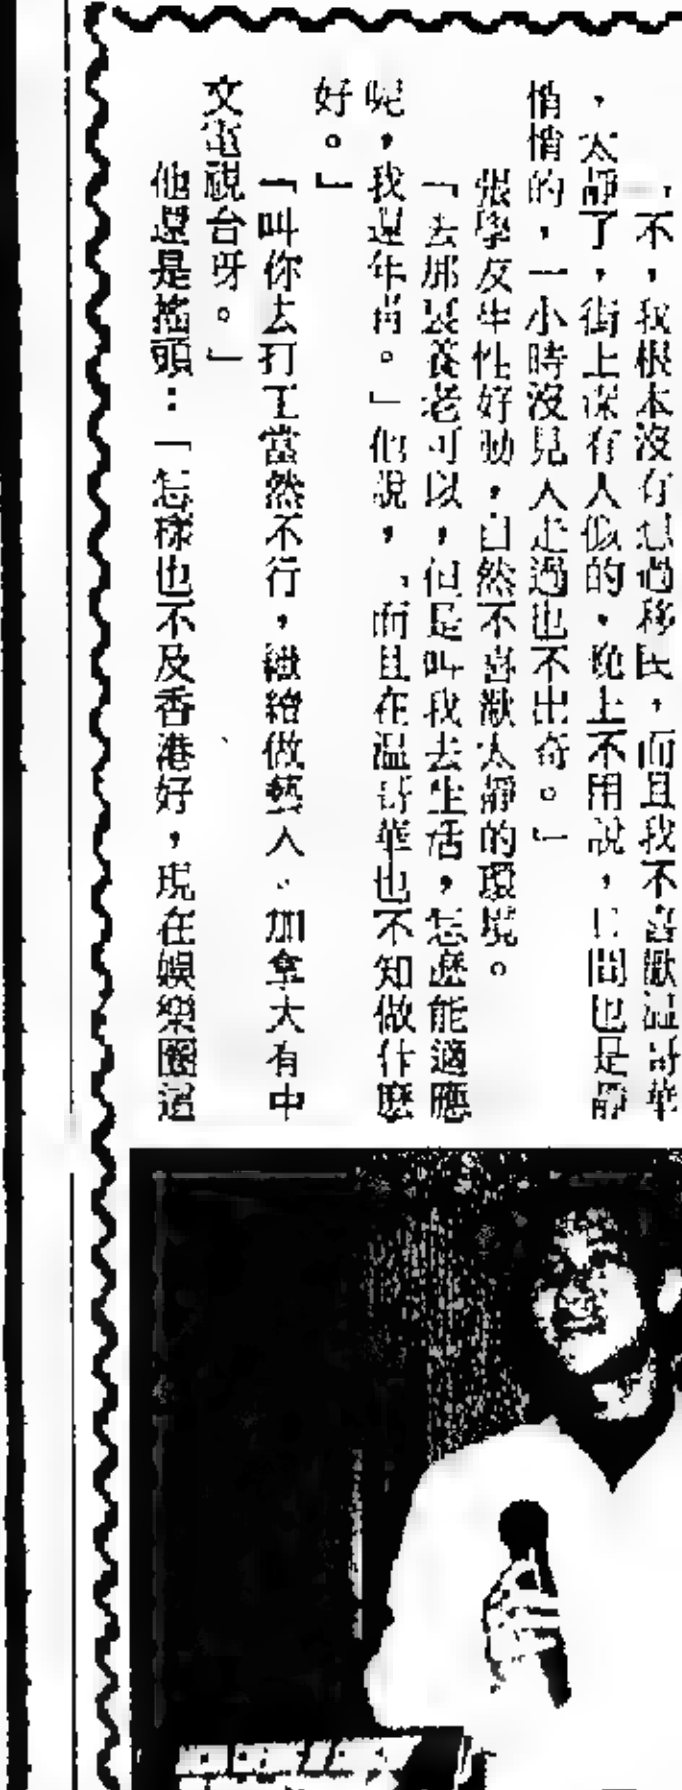 「不，我根本沒有想過移民，而且我不喜歡温哥華
，太靜了，街上沒有人似的，晚上不用說，日間也是靜
悄悄的，一小時沒見人走過也不出奇。」
張學友生性好動，自然不喜歡太靜的環境。
「去那裏養老可以，但是叫我去生活，怎麽能適應
呢，我還年青。」他說，「而且在温哥華也不知做什麽
好。」
「叫你去打工當然不行，繼續做藝人、加拿大有中
文電視台呀。」
他還是搖頭：「怎樣也不及香港好，現在娛樂圈這